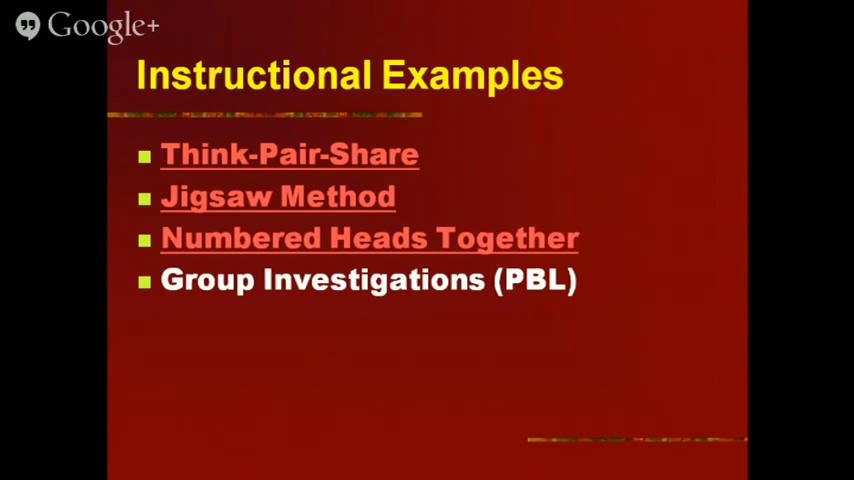 Google+
Instructional Examples
Think-Pair-Share
Jigsaw Method
Numbered Heads Together
Group Investigations (PBL)